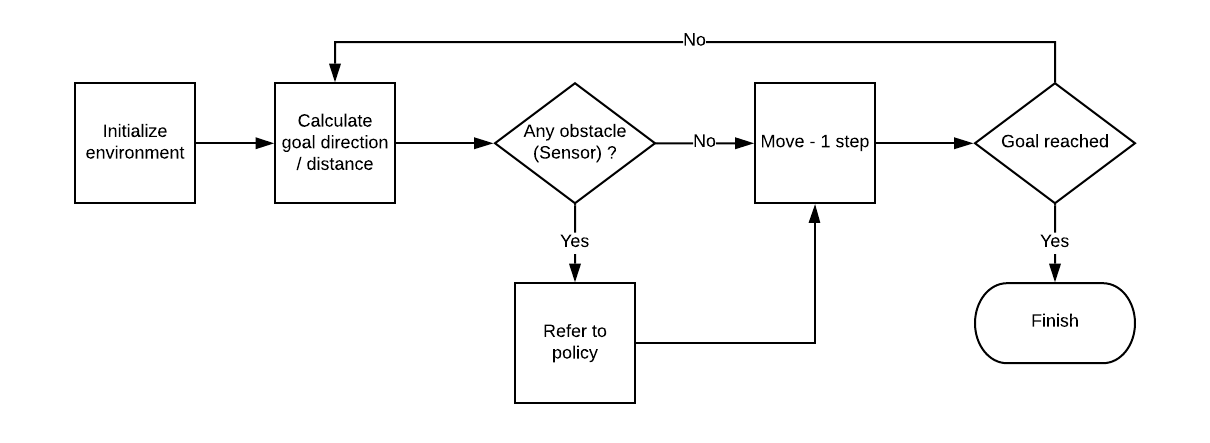 No
Initialize
environment
Calculate
goal direction
/ distance
Any obstacle
(Sensor) ?
No
Move - 1 step
Goal reached
Yes
Yes
Refer to
policy
Finish